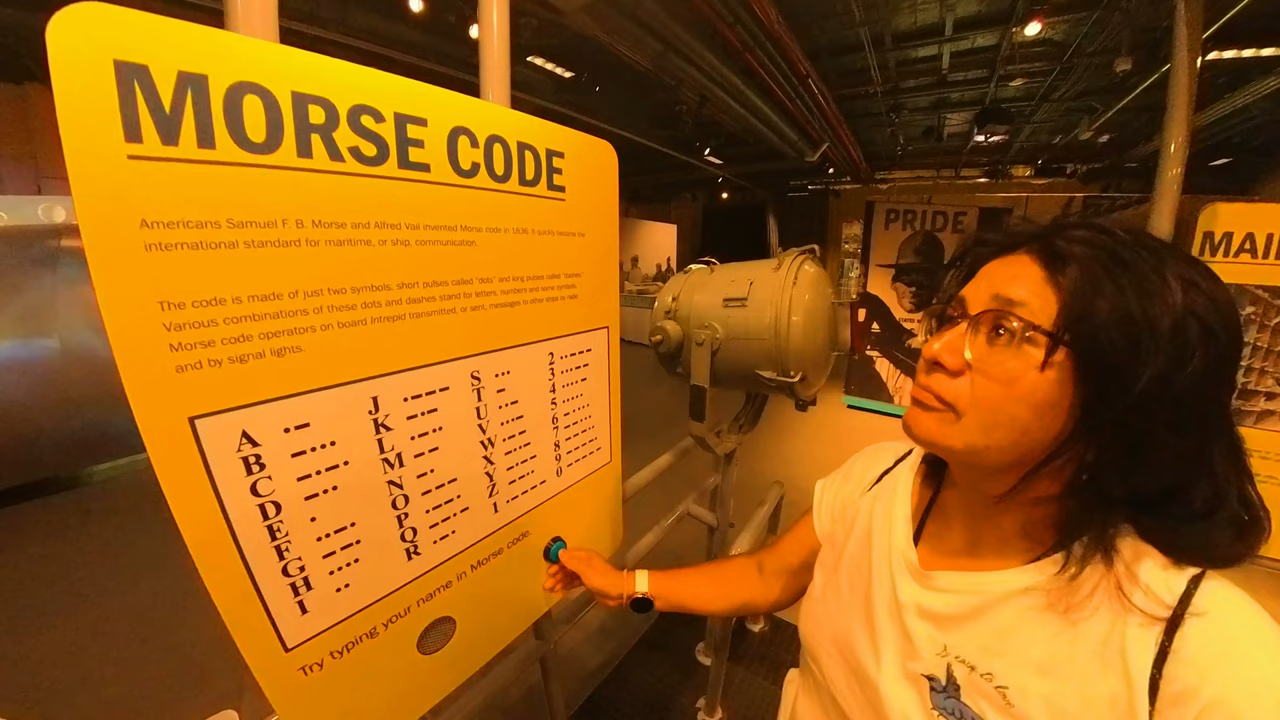 MORSE CODE
Americans Samuel F. B. Morse and Alfred Vail invented Morse code in 1836. It quickly became the
international standard for maritime, or ship, communication.
The code is made of just two symbols: short pulses called "dots" and long pulses called "dashes."
Various combinations of these dots and dashes stand for letters, numbers and some symbols.
Morse code operators on board Intrepid transmitted, or sent, messages to other ships by radio
and by signal lights.
A
B
C
D
E
F
G
H
I
J
K
L
M
N
O
P
Q
R
S
T
U
V
W
X
Y
Z
1
2
3
4
5
6
7
8
9
0
Try typing your name in Morse code.
PRIDE
STATES
MAI
to love